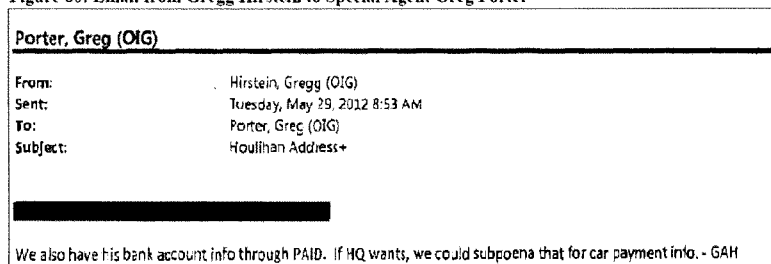 Figure 80: Email from Gregg Hirstein to Special Agent Greg Porter
Porter, Greg (OIG)
From: Hirstein, Gregg (OIG)
Sent: Tuesday, May 29, 2012 8:53 AM
To: Porter, Greg (OIG)
Subject: Houlihan Address+
We also have his bank account info through PAID. If HQ wants, we could subpoena that for car payment info. - GAH